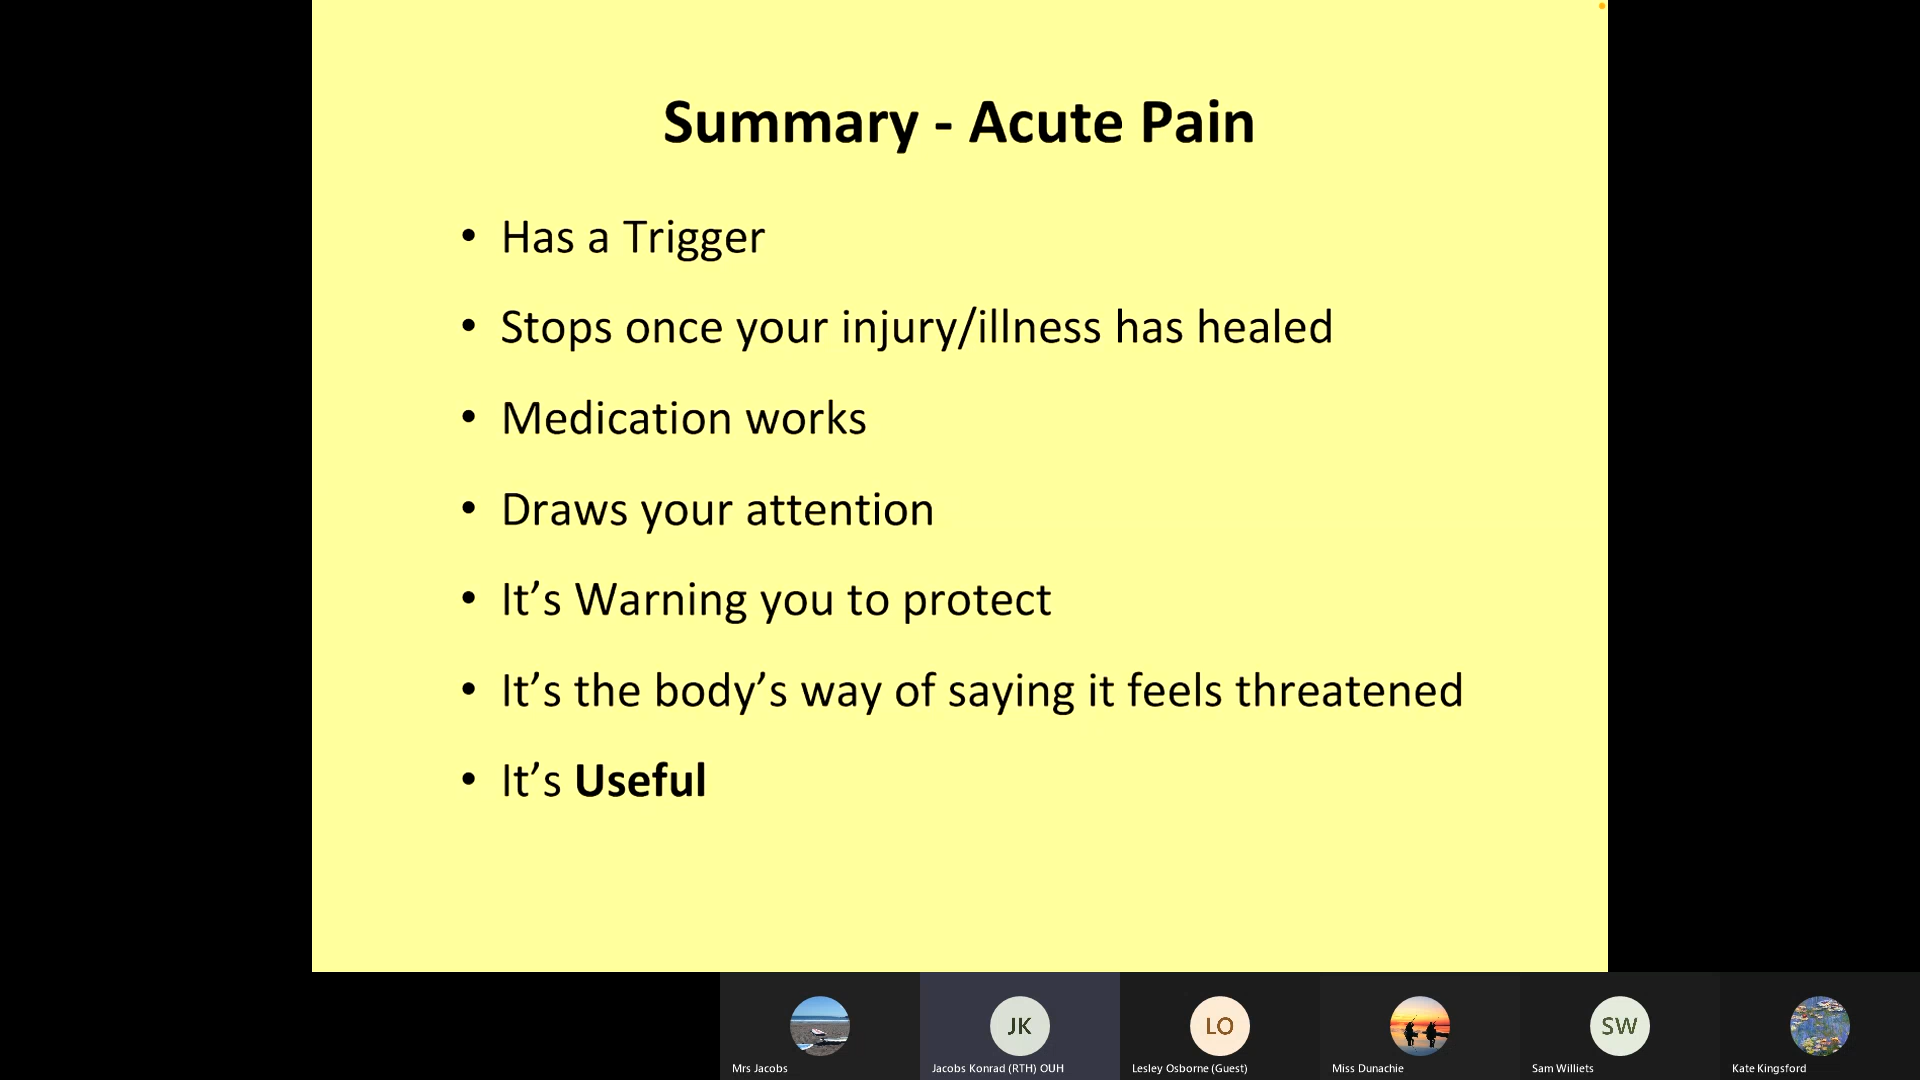 Summary - Acute Pain
• Has a Trigger
• Stops once your injury/illness has healed
• Medication works
• Draws your attention
• It’s Warning you to protect
• It’s the body’s way of saying it feels threatened
• It’s Useful
JK
LO
SW
Mrs Jacobs
Jacobs Konrad (RTH) OUH
Lesley Osborne (Guest)
Miss Dunachie
Sam Williets
Kate Kingsford